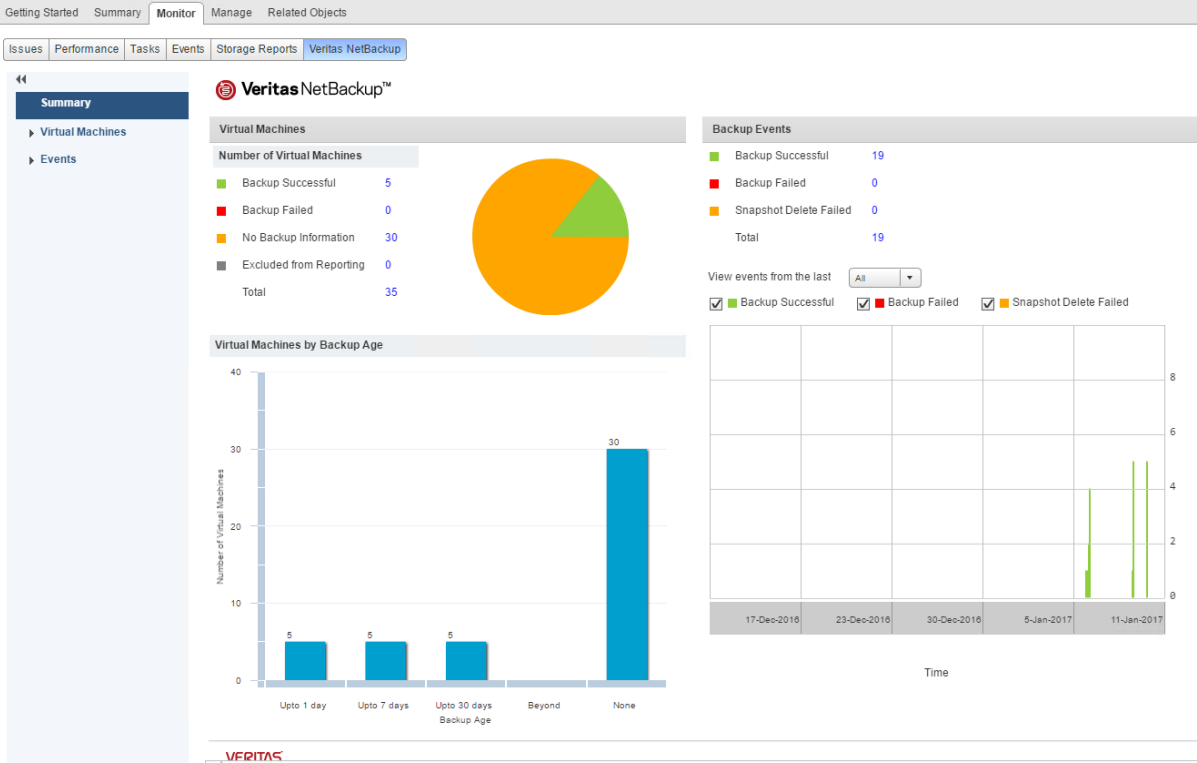 Getting Started Summary Monitor Manage Related Objects
Issues Performance Tasks Events Storage Reports Veritas NetBackup
Summary
Virtual Machines
Events
Veritas NetBackup™
Virtual Machines
Number of Virtual Machines
Backup Successful 5
Backup Failed 0
No Backup Information 30
Excluded from Reporting 0
Total 35
Virtual Machines by Backup Age
40
30
20
10
0
Number of Virtual Machines
5
5
5
30
Upto 1 day Upto 7 days Upto 30 days Beyond None
Backup Age
Backup Events
Backup Successful 19
Backup Failed 0
Snapshot Delete Failed 0
Total 19
View events from the last All
Backup Successful Backup Failed Snapshot Delete Failed
8
6
4
2
0
17-Dec-2016 23-Dec-2016 30-Dec-2016 5-Jan-2017 11-Jan-2017
Time
VERITAS